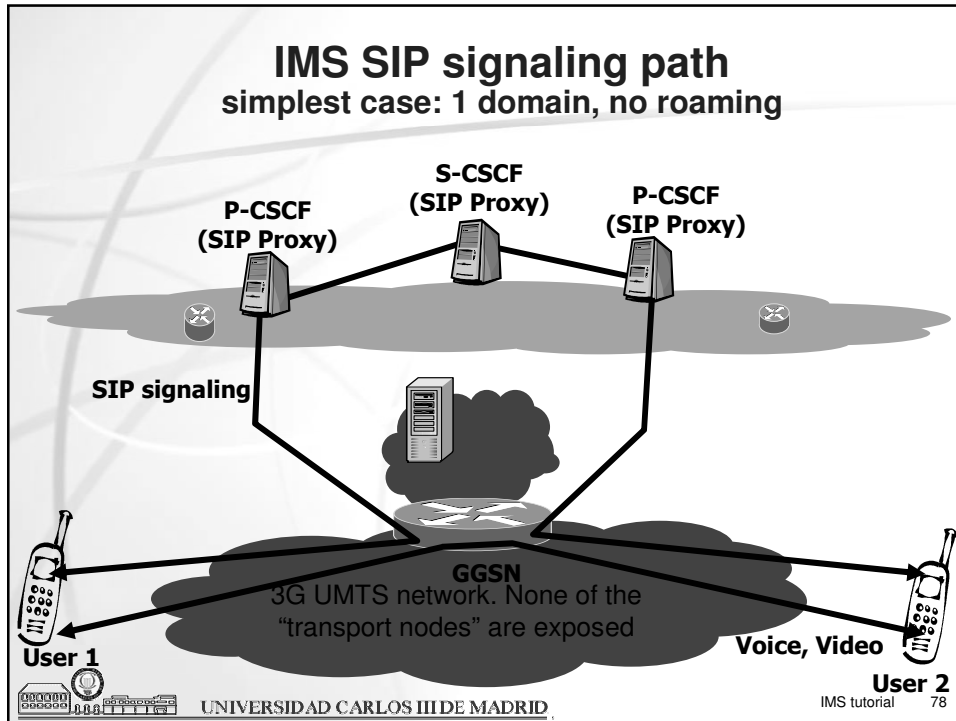 IMS SIP signaling path
simplest case: 1 domain, no roaming
S-CSCF
(SIP Proxy)
P-CSCF
(SIP Proxy)
P-CSCF
(SIP Proxy)
SIP signaling
GGSN
3G UMTS network. None of the
“transport nodes” are exposed
Voice, Video
User 1
User 2
UNIVERSIDAD CARLOS III DE MADRID
IMS tutorial 78